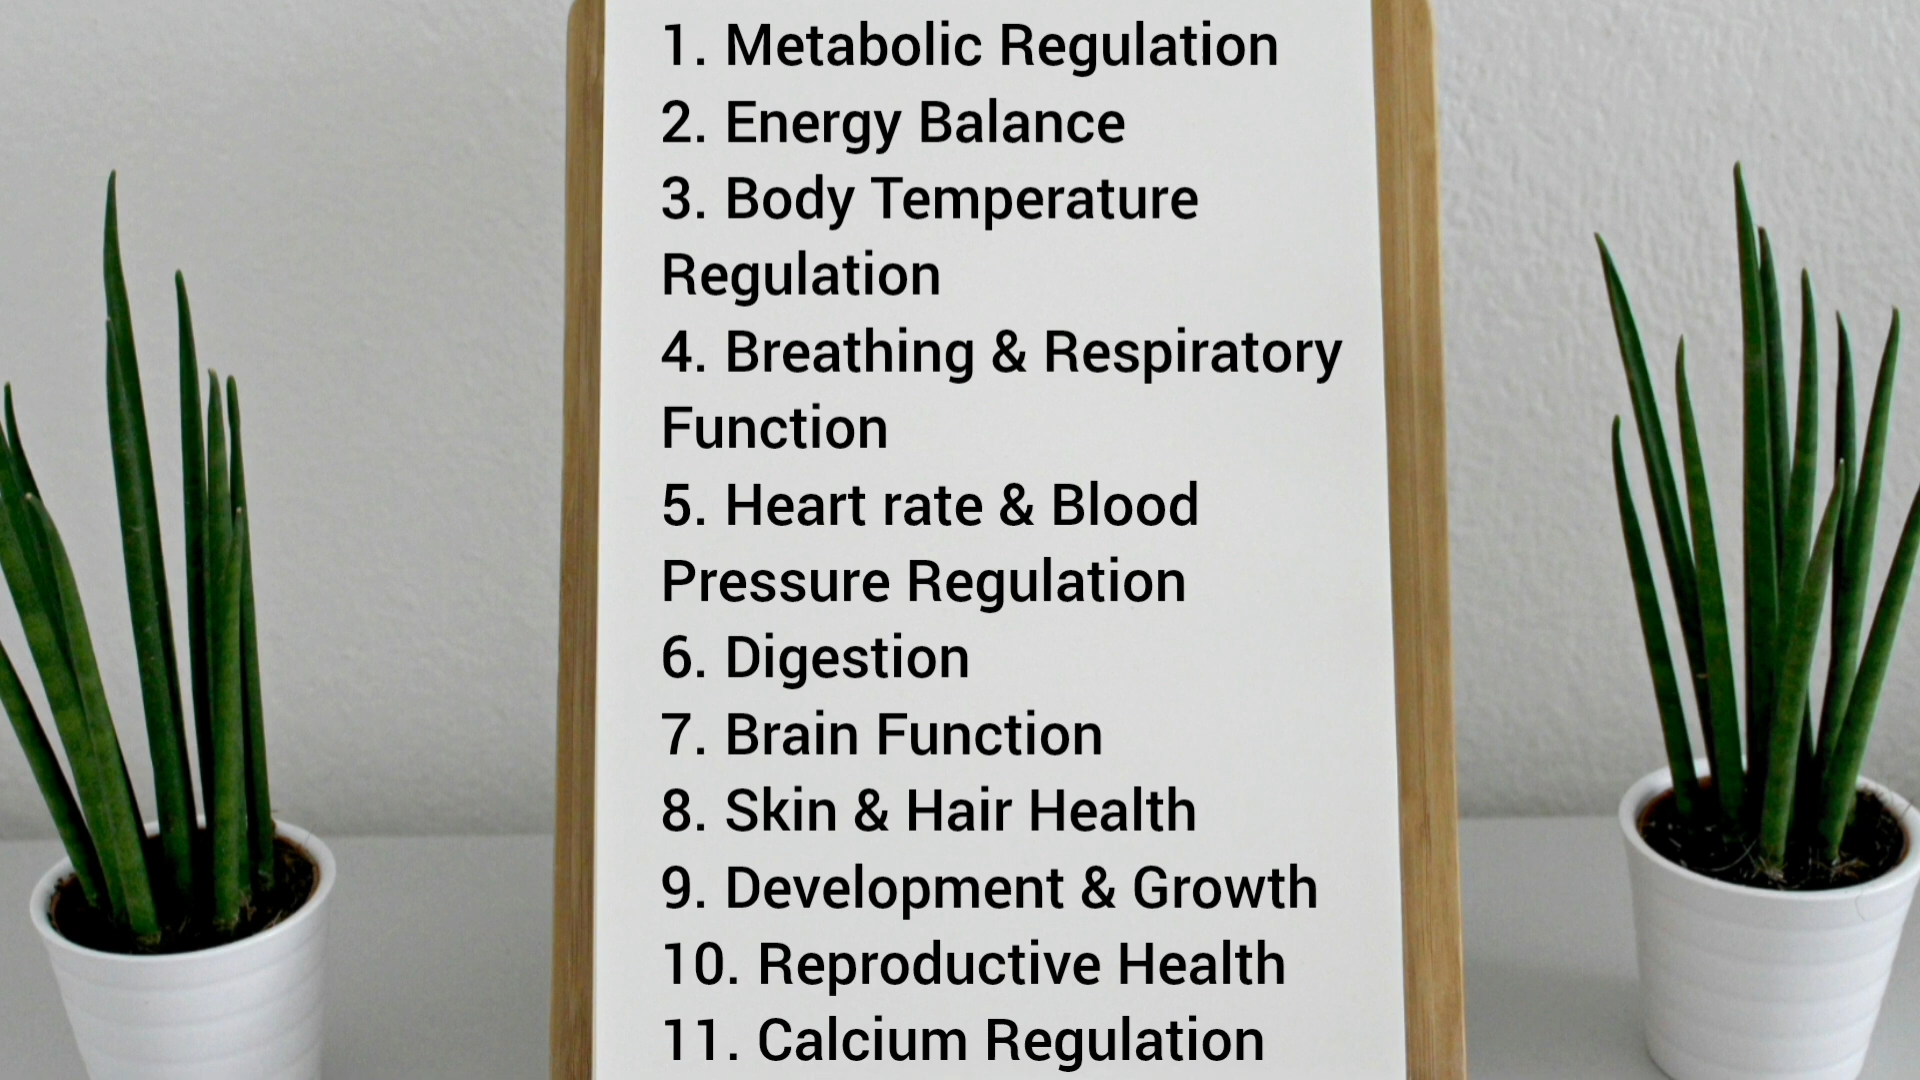 1. Metabolic Regulation
2. Energy Balance
3. Body Temperature
Regulation
4. Breathing & Respiratory
Function
5. Heart rate & Blood
Pressure Regulation
6. Digestion
7. Brain Function
8. Skin & Hair Health
9. Development & Growth
10. Reproductive Health
11. Calcium Regulation